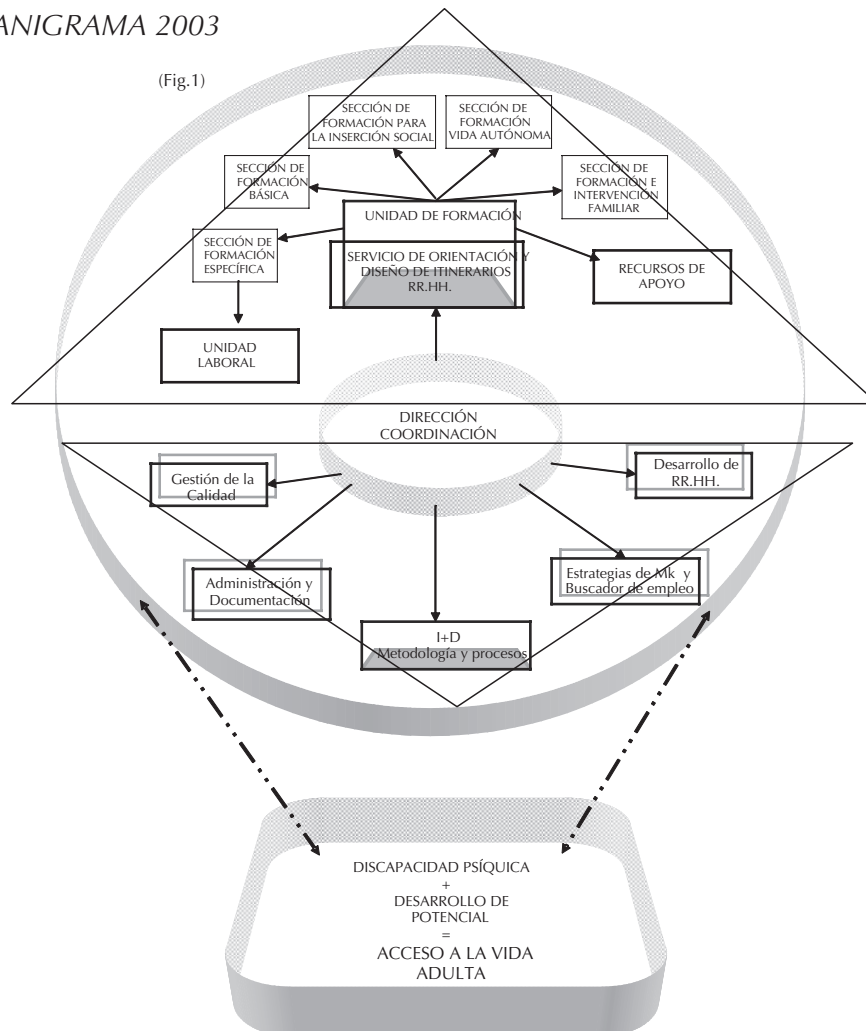 ANIGRAMA 2003
(Fig.1)
SECCIÓN DE
FORMACIÓN PARA
LA INSERCIÓN SOCIAL
SECCIÓN DE
FORMACIÓN
VIDA AUTÓNOMA
SECCIÓN DE
FORMACIÓN
BÁSICA
SECCIÓN DE
FORMACIÓN E
INTERVENCIÓN
FAMILIAR
UNIDAD DE FORMACIÓN
SECCIÓN DE
FORMACIÓN
ESPECÍFICA
SERVICIO DE ORIENTACIÓN Y
DISEÑO DE ITINERARIOS
RR.HH.
RECURSOS DE
APOYO
UNIDAD
LABORAL
DIRECCIÓN
COORDINACIÓN
Gestión de la
Calidad
Desarrollo de
RR.HH.
Administración y
Documentación
Estrategias de Mk y
Buscador de empleo
I+D
Metodología y procesos
DISCAPACIDAD PSÍQUICA
+
DESARROLLO DE
POTENCIAL
=
ACCESO A LA VIDA
ADULTA